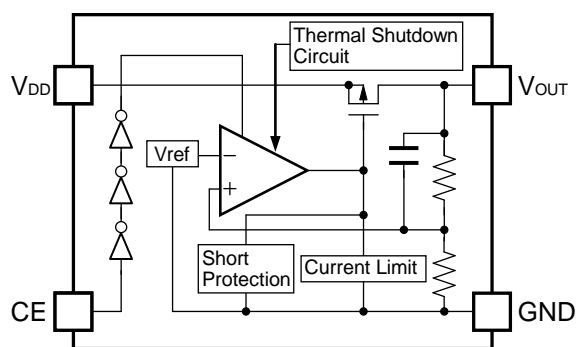 Thermal Shutdown
Circuit
VDD
VOUT
Vref
−
+
Short
Protection
Current Limit
CE
GND